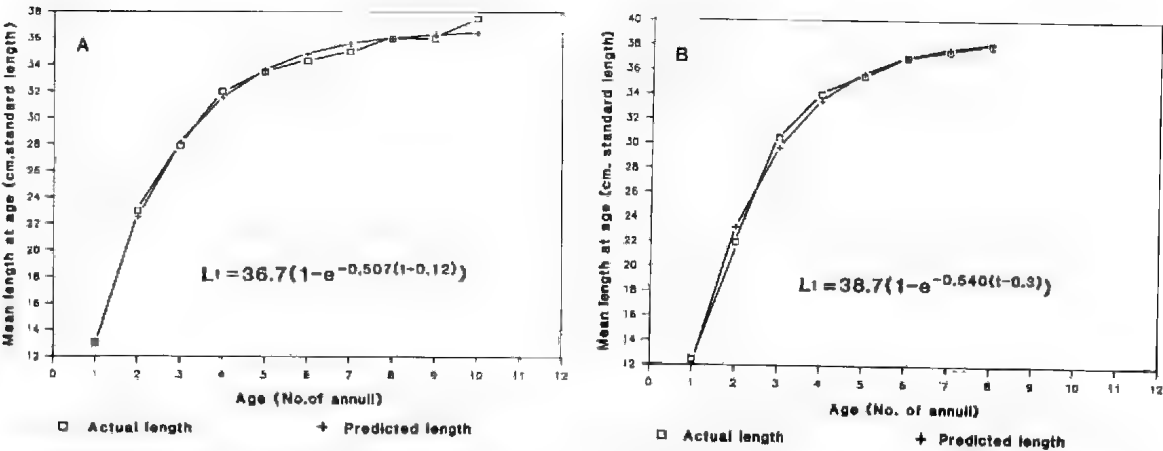 A
Mean length at age (cm,standard length)
38
36
34
32
30
28
26
24
22
20
18
16
14
12
0 1 2 3 4 5 6 7 8 9 10 11 12
Lt=36.7(1-e^-0.507(t-0.12))
Age (No.of annuli)
Actual length
Predicted length
B
Mean length at age (cm. standard length)
40
38
36
34
32
30
28
26
24
22
20
18
16
14
12
0 1 2 3 4 5 6 7 8 9 10 11 12
Lt=38.7(1-e^-0.540(t-0.3))
Age (No. of annuli)
Actual length
Predicted length